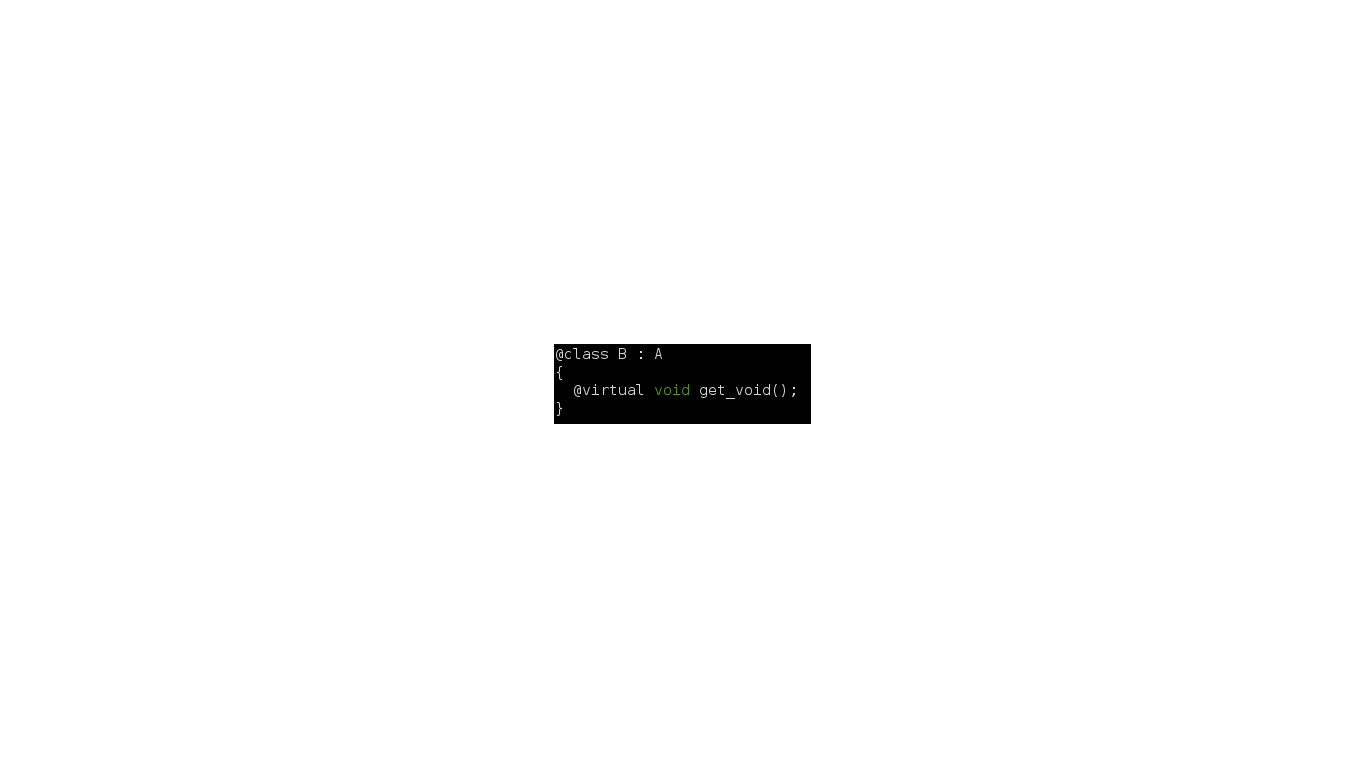 @class B : A
{
  @virtual void get_void();
}